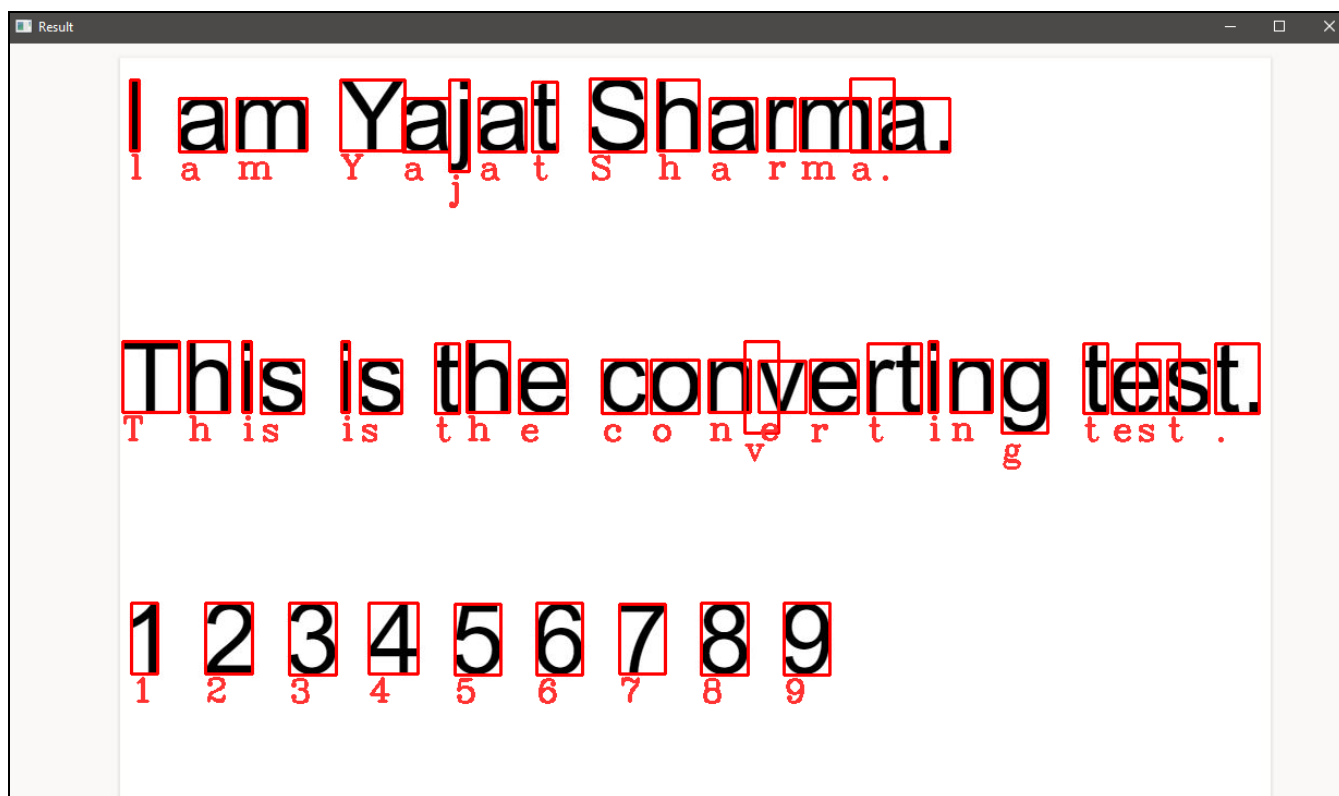 Result
I am Yajat Sharma.
l a m Y a j a t S h a r m a .
This is the converting test.
T h i s i s t h e c o n v e r t i n g t e s t .
1 2 3 4 5 6 7 8 9
1 2 3 4 5 6 7 8 9